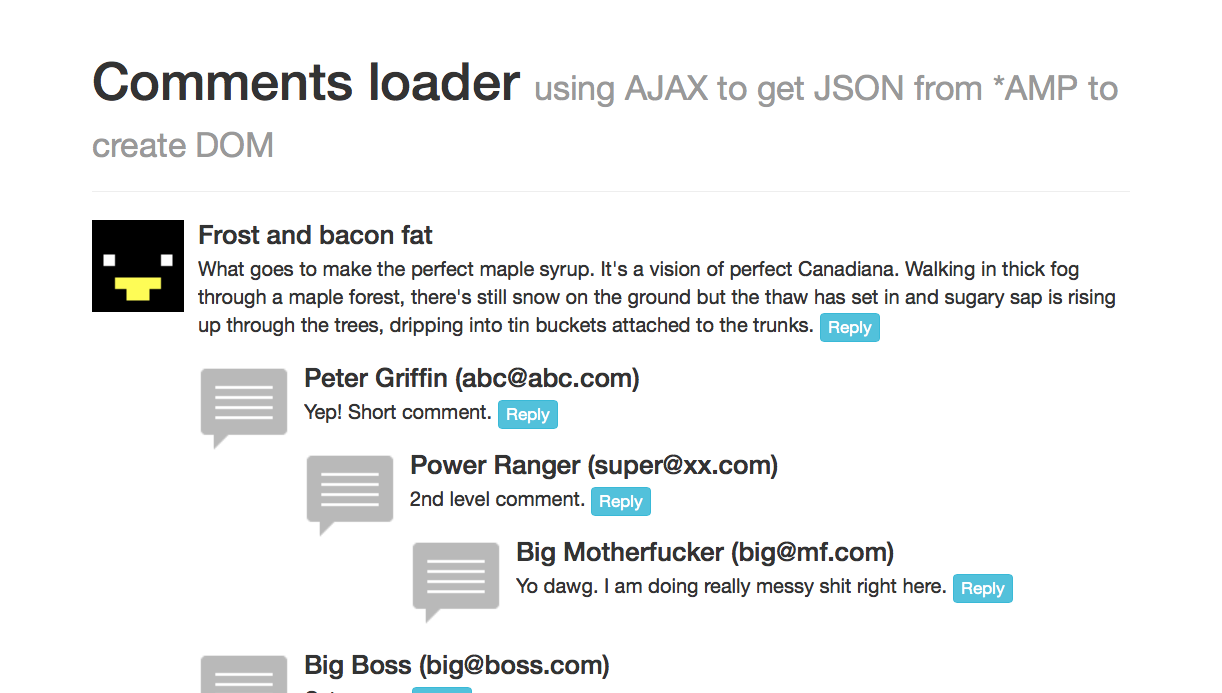 Comments loader using AJAX to get JSON from *AMP to
create DOM
Frost and bacon fat
What goes to make the perfect maple syrup. It's a vision of perfect Canadiana. Walking in thick fog
through a maple forest, there's still snow on the ground but the thaw has set in and sugary sap is rising
up through the trees, dripping into tin buckets attached to the trunks. Reply
Peter Griffin (abc@abc.com)
Yep! Short comment. Reply
Power Ranger (super@xx.com)
2nd level comment. Reply
Big Motherfucker (big@mf.com)
Yo dawg. I am doing really messy shit right here. Reply
Big Boss (big@boss.com)